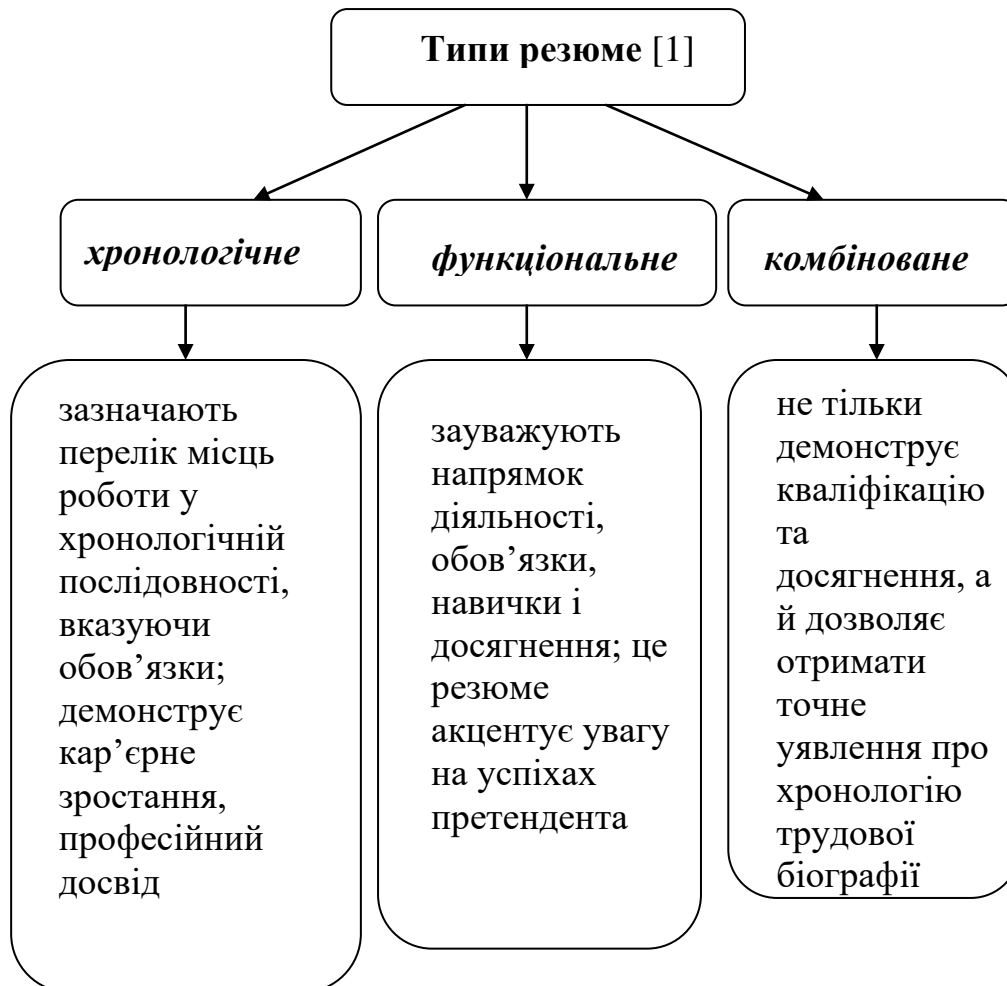 Типи резюме [1]
хронологічне
функціональне
комбіноване
зазначають
перелік місць
роботи у
хронологічній
послідовності,
вказуючи
обов’язки;
демонструє
кар’єрне
зростання,
професійний
досвід
зауважують
напрямок
діяльності,
обов’язки,
навички і
досягнення; це
резюме
акцентує увагу
на успіхах
претендента
не тільки
демонструє
кваліфікацію
та
досягнення, а
й дозволяє
отримати
точне
уявлення про
хронологію
трудової
біографії